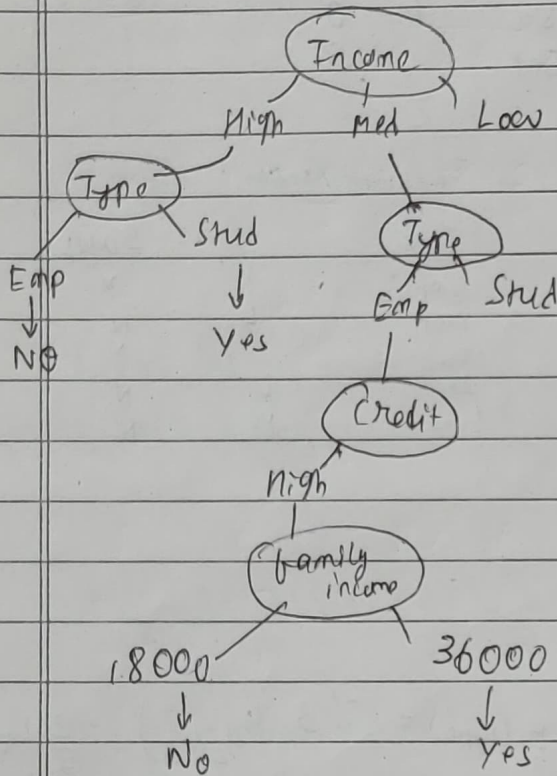 Income
High Med Low
Type
Stud Type
Emp Emp Stud
No Yes
Credit
High
family
income
18000 36000
No Yes